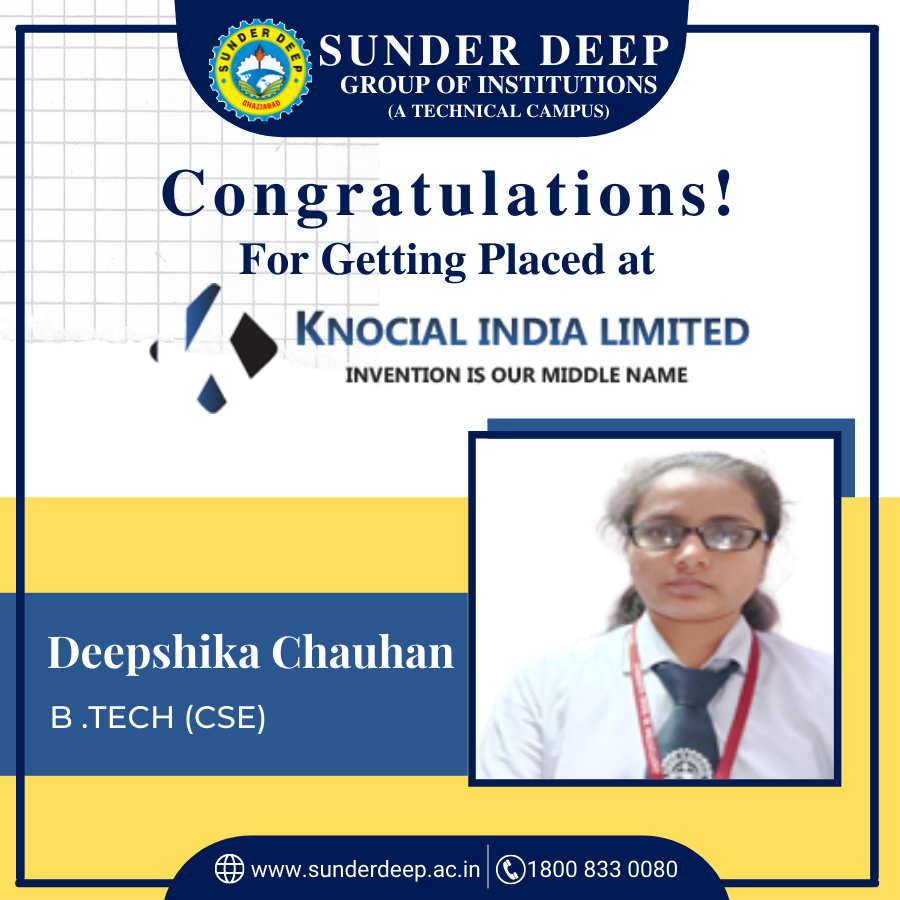 SUNDER DEEP
GHAZIABAD
SUNDER DEEP
GROUP OF INSTITUTIONS
(A TECHNICAL CAMPUS)
Congratulations!
For Getting Placed at
KNOCIAL INDIA LIMITED
INVENTION IS OUR MIDDLE NAME
Deepshika Chauhan
B .TECH (CSE)
www.sunderdeep.ac.in
1800 833 0080